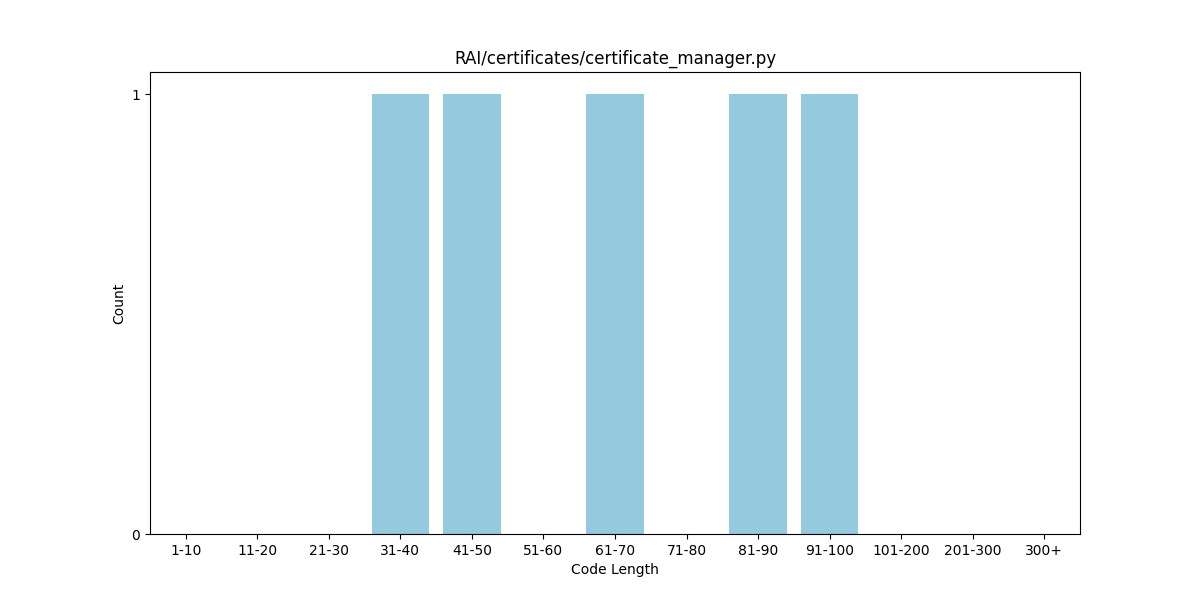 RAI/certificates/certificate_manager.py
1
Count
0
1-10 11-20 21-30 31-40 41-50 51-60 61-70 71-80 81-90 91-100 101-200 201-300 300+
Code Length